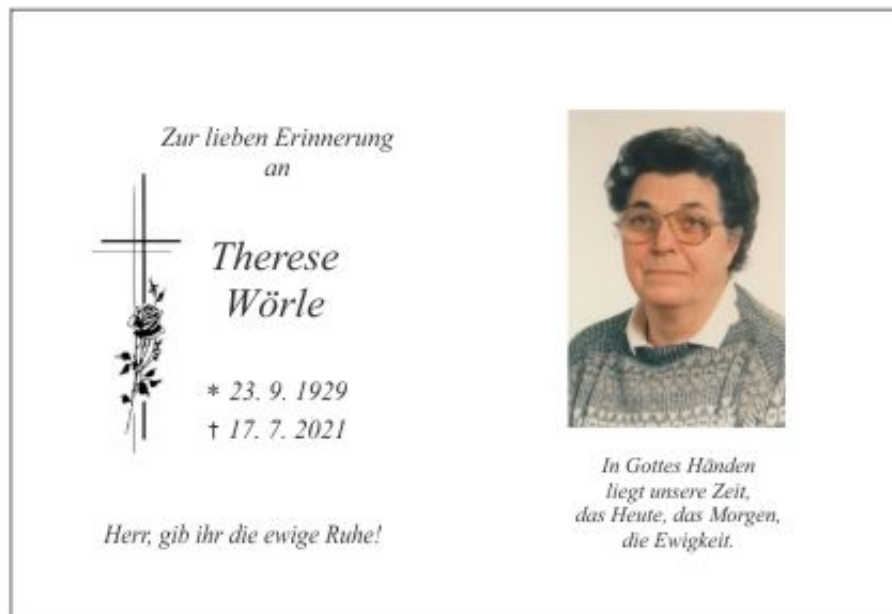 Zur lieben Erinnerung
an
Therese
Wörle
* 23. 9. 1929
† 17. 7. 2021
Herr, gib ihr die ewige Ruhe!
In Gottes Händen
liegt unsere Zeit,
das Heute, das Morgen,
die Ewigkeit.